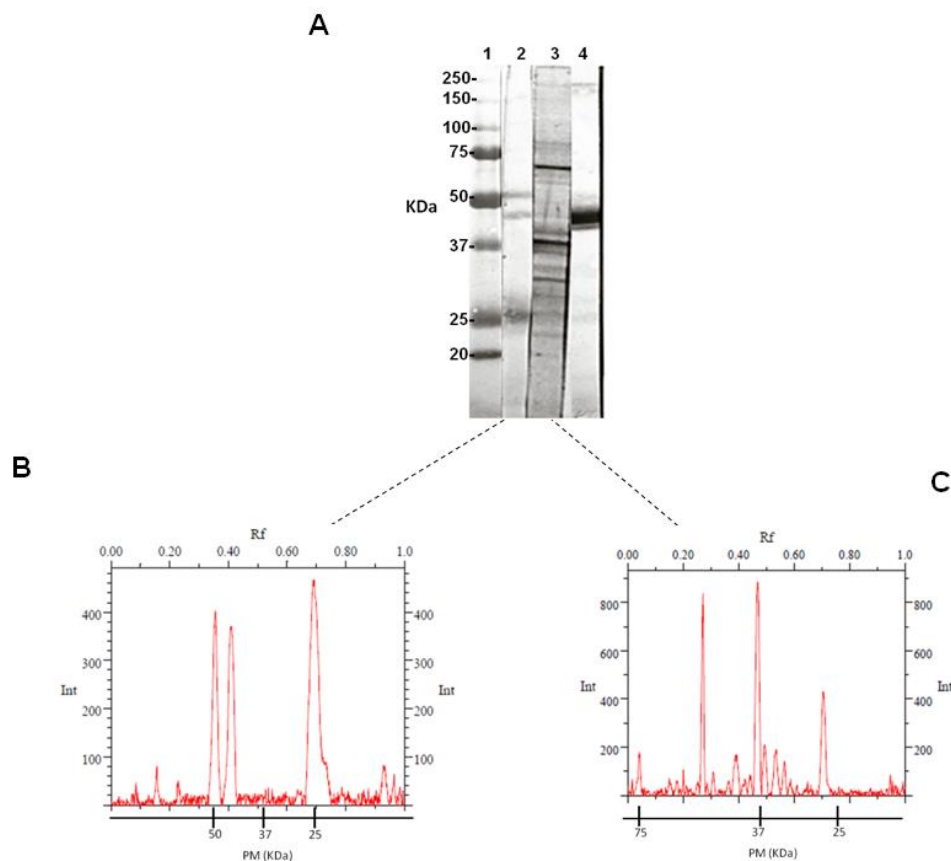 A
1 2 3 4
250-
150-
100-
75-
50-
KDa
37-
25-
20-
B
Rf
0.00 0.20 0.40 0.60 0.80 1.0
400 400
300 300
Int Int
200 200
100 100
50 37 25
PM (KDa)
C
Rf
0.00 0.20 0.40 0.60 0.80 1.0
800 800
600 600
Int Int
400 400
200 200
75 37 25
PM (KDa)